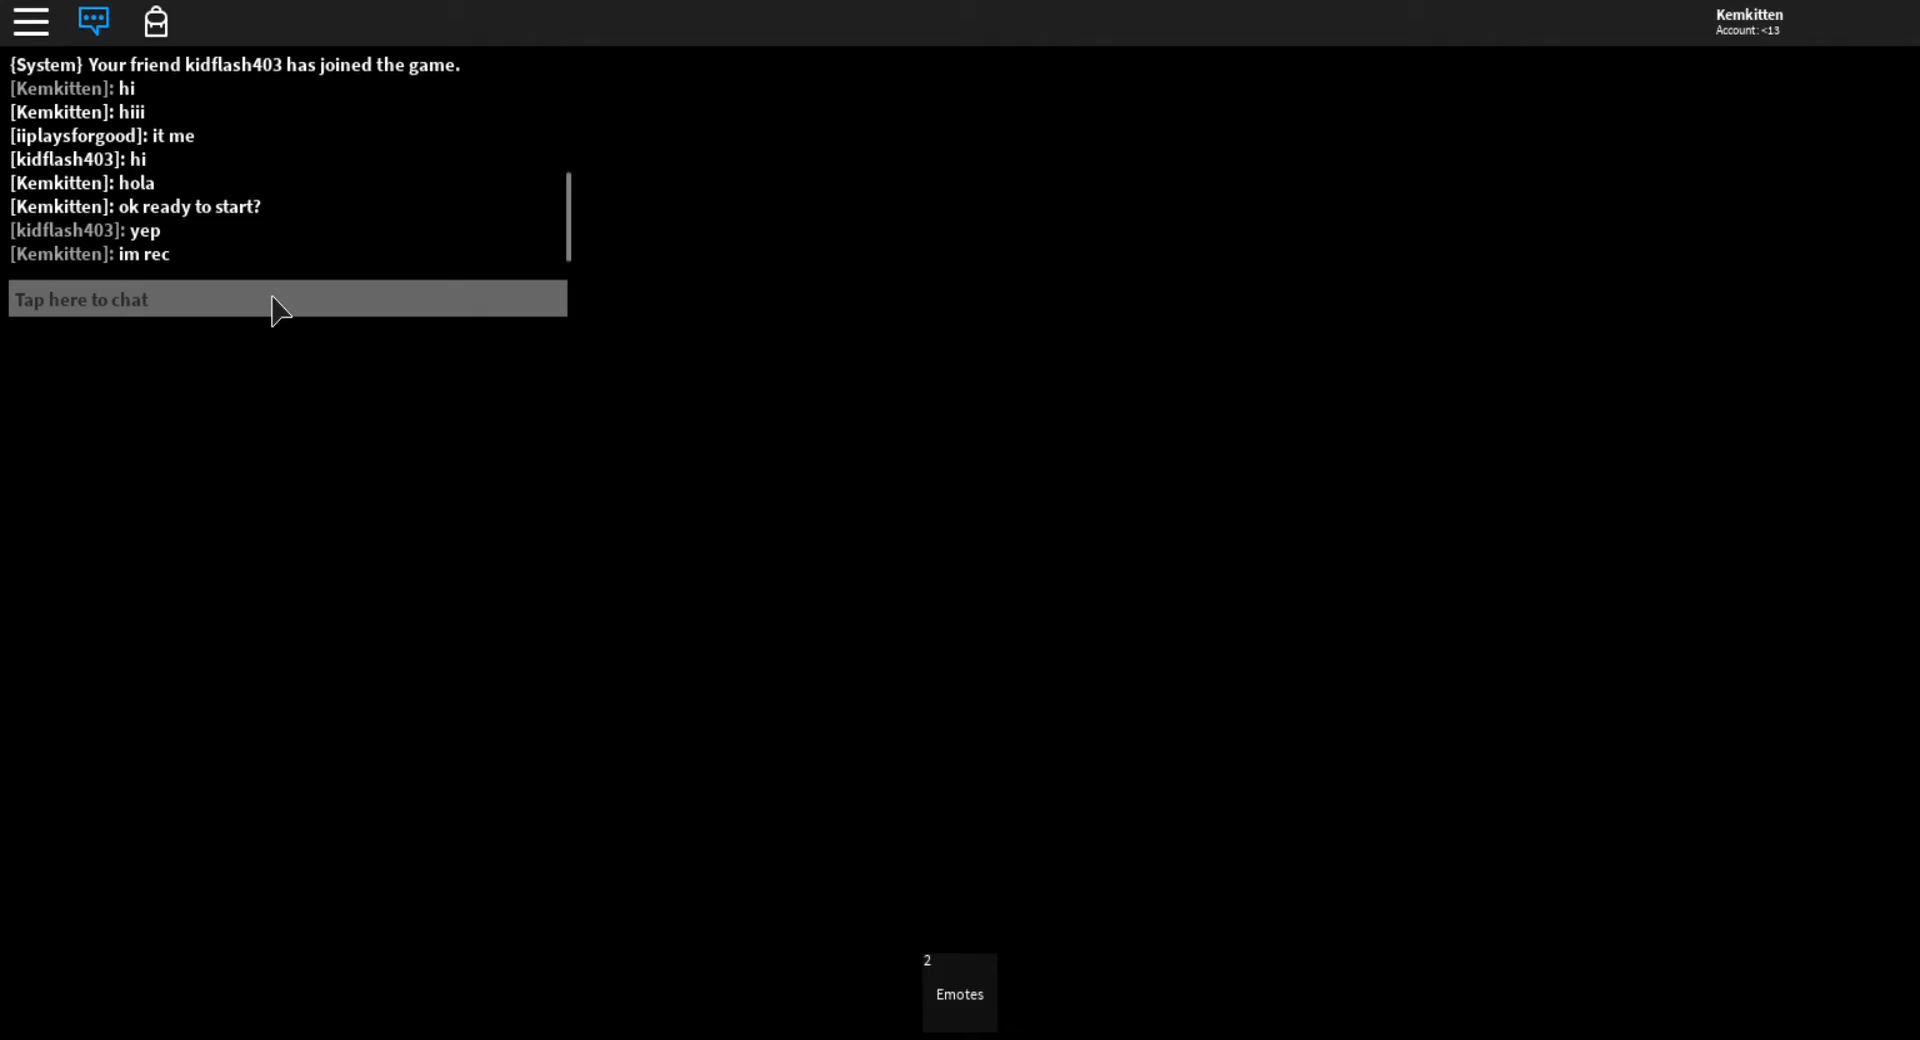 Kemkitten
Account: <13
{System} Your friend kidflash403 has joined the game.
[Kemkitten]: hi
[Kemkitten]: hiii
[iiplaysforgood]: it me
[kidflash403]: hi
[Kemkitten]: hola
[Kemkitten]: ok ready to start?
[kidflash403]: yep
[Kemkitten]: im rec
Tap here to chat
2
Emotes